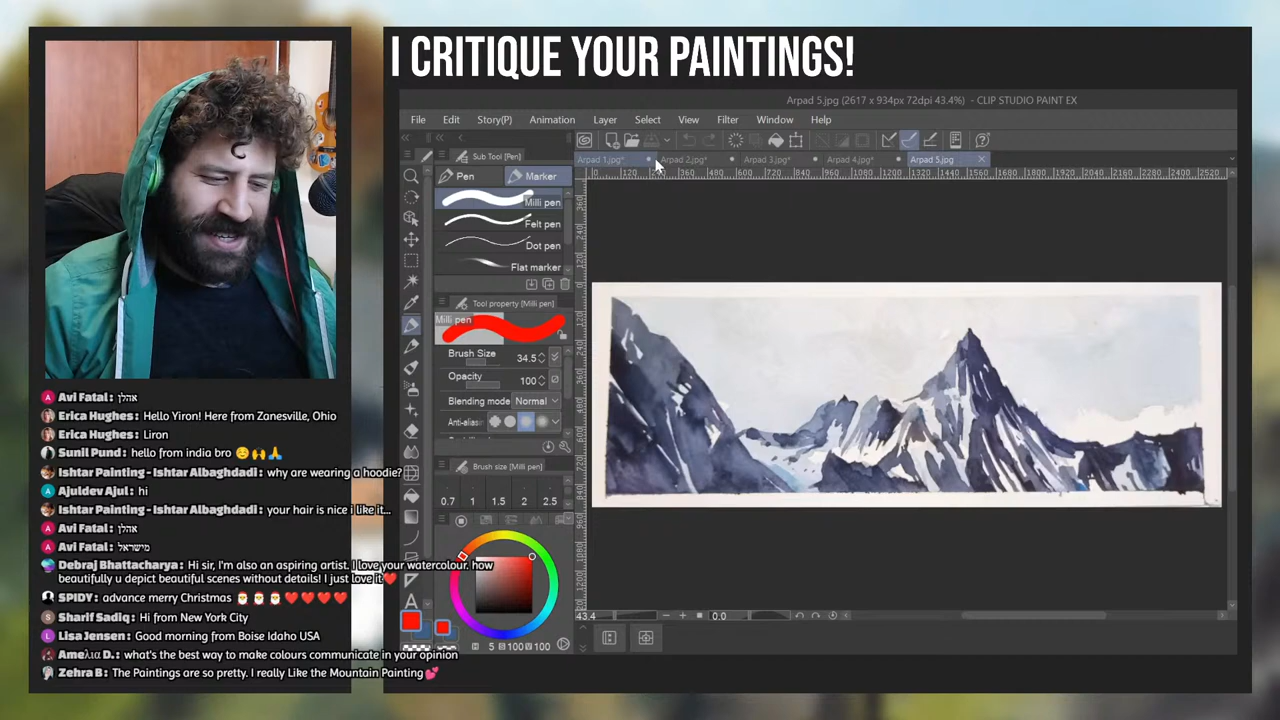 I CRITIQUE YOUR PAINTINGS!
Arpad 5.jpg (2617 x 934px 72dpi 43.4%) - CLIP STUDIO PAINT EX
File Edit Story(P) Animation Layer Select View Filter Window Help
Sub Tool [Pen]
Arpad 1.jpg* Arpad 2.jpg* Arpad 3.jpg* Arpad 4.jpg* Arpad 5.jpg
Pen Marker
Milli pen
Felt pen
Dot pen
Flat marker
Tool property [Milli pen]
Milli pen
Brush Size 34.5
Opacity 100
Blending mode Normal
Anti-alias
Brush size [Milli pen]
0.7 1 1.5 2 2.5
43.4 0.0
5 100 100
Avi Fatal : אהלן
Erica Hughes : Hello Yiron! Here from Zanesville, Ohio
Erica Hughes : Liron
Sunil Pund : hello from india bro ☺️🙌🙏
Ishtar Painting - Ishtar Albaghdadi : why are wearing a hoodie?
Ajuldev Ajul : hi
Ishtar Painting - Ishtar Albaghdadi : your hair is nice i like it...
Avi Fatal : אהלן
Avi Fatal : מישראל
Debraj Bhattacharya : Hi sir, I'm also an aspiring artist. I love your watercolour. how
beautifully u depict beautiful scenes without details! I just love it❤️
SPIDY : advance merry Christmas 🎅🎅🎅❤️❤️❤️❤️
Sharif Sadiq : Hi from New York City
Lisa Jensen : Good morning from Boise Idaho USA
Ameλια D. : what's the best way to make colours communicate in your opinion
Zehra B : The Paintings are so pretty. I really Like the Mountain Painting💕